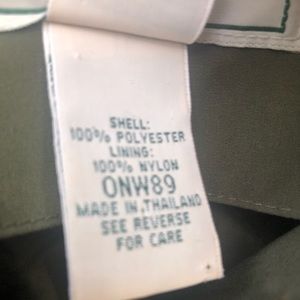 SHELL:
100% POLYESTER
LINING:
100% NYLON
ONW89
MADE IN THAILAND
SEE REVERSE
FOR CARE